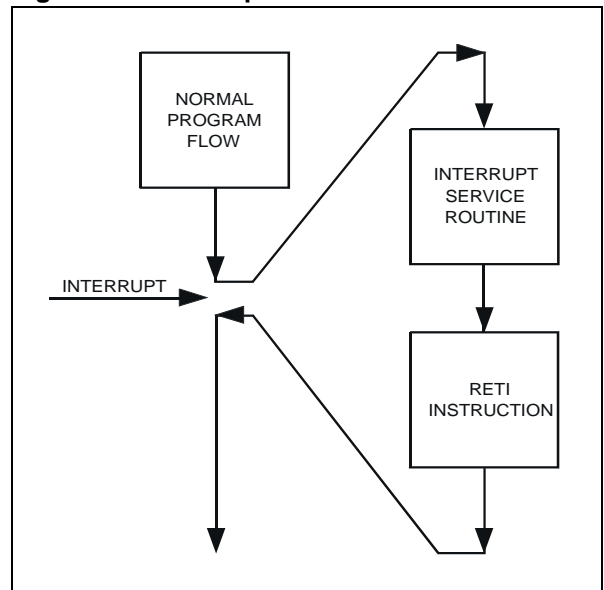 NORMAL
PROGRAM
FLOW
INTERRUPT
SERVICE
ROUTINE
INTERRUPT
RETI
INSTRUCTION